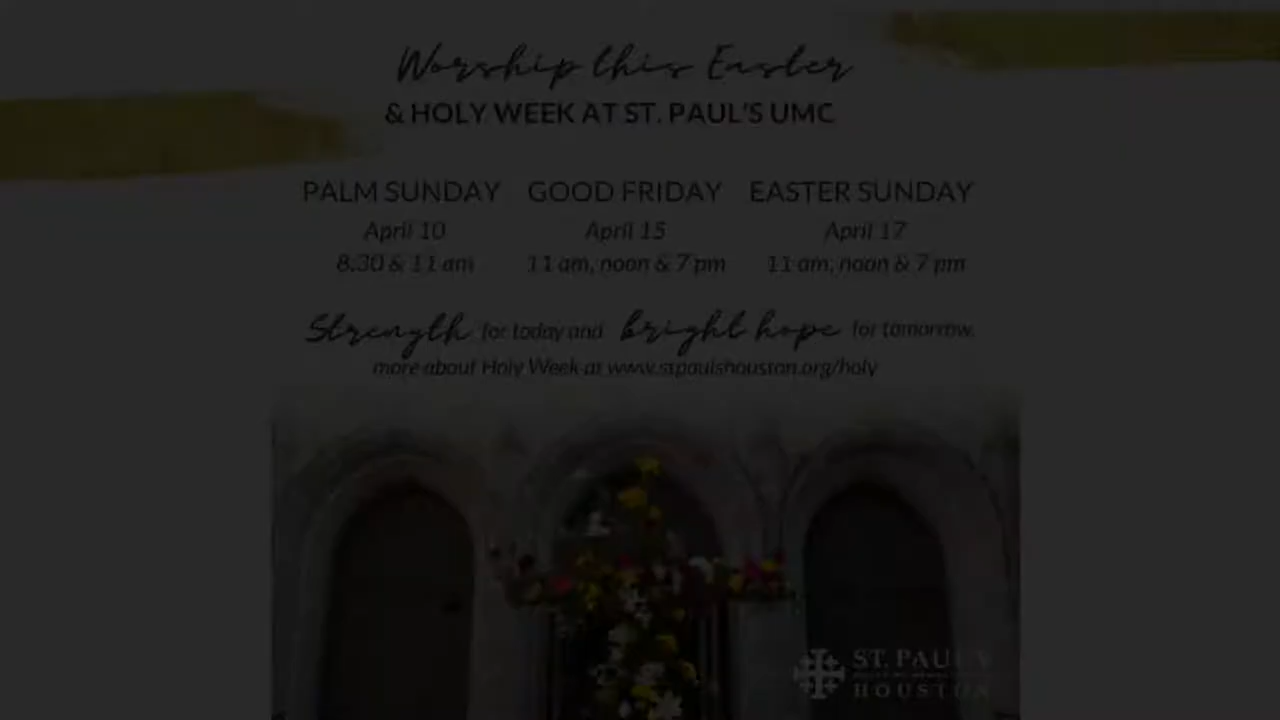 Worship this Easter
& HOLY WEEK AT ST. PAUL'S UMC
PALM SUNDAY GOOD FRIDAY EASTER SUNDAY
April 10 April 15 April 17
8:30 & 11 am 11 am, noon & 7 pm 11 am, noon & 7 pm
Strength for today and bright hope for tomorrow.
more about Holy Week at www.stpaulshouston.org/holy
ST. PAUL'S
HOUSTON